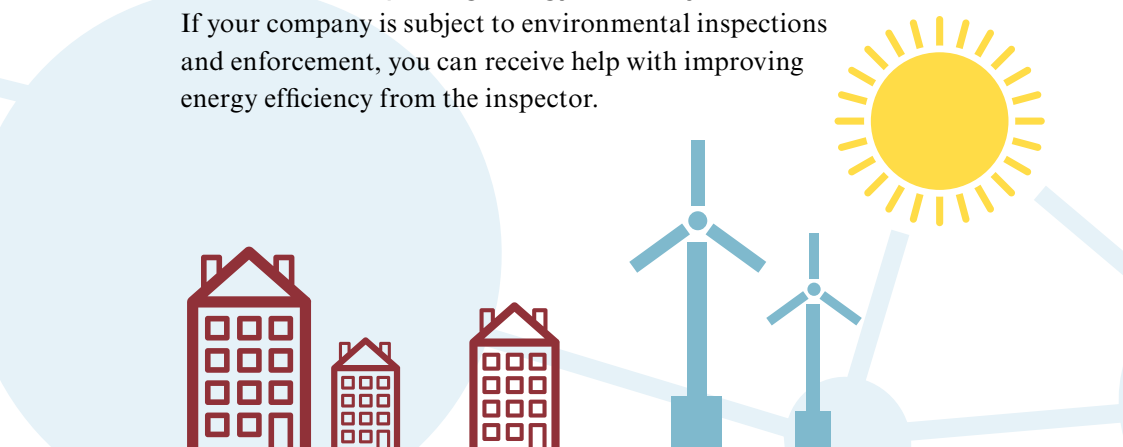 If your company is subject to environmental inspections
and enforcement, you can receive help with improving
energy efficiency from the inspector.